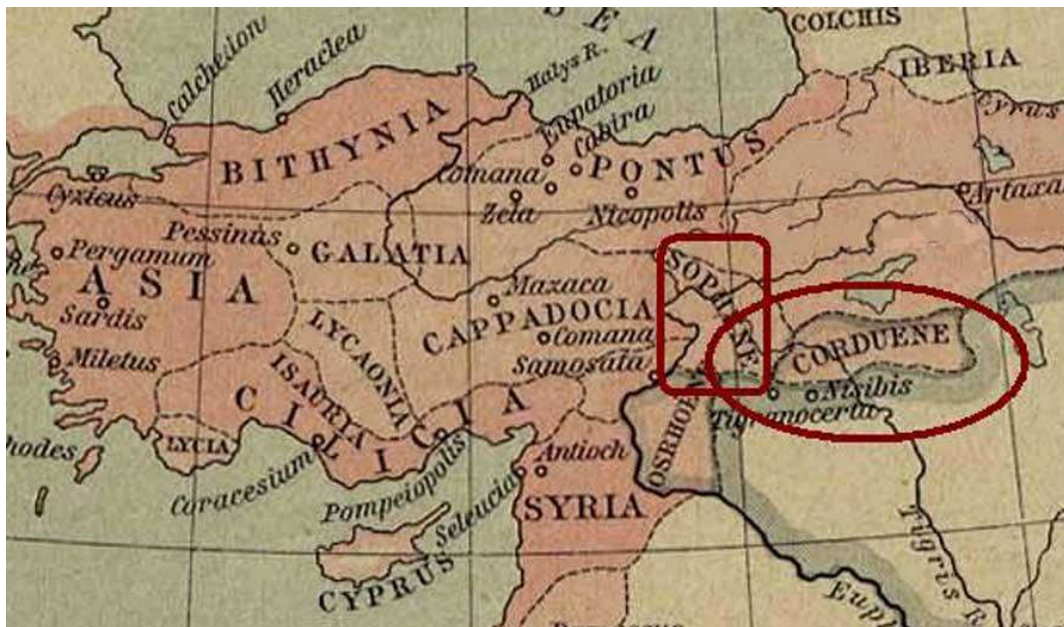 SEA
COLCHIS
Calchedon
Heraclea
Halys R.
IBERIA
Eupatoria
Cabira
Cyrus
BITHYNIA
PONTUS
Comana
Cyzicus
Zela
Nicopolis
Artaxa
Pessinus
GALATIA
Pergamum
SOPHENE
ASIA
Mazaca
Sardis
LYCAONIA
CAPPADOCIA
Comana
CORDUENE
Miletus
ISAURIA
Samosata
Nisibis
CILICIA
OSRHOENE
Tigranocerta
LYCIA
hodes
Antioch
Coracesium
Pompeiopolis
Seleucia
SYRIA
Tigris R.
CYPRUS
Euph